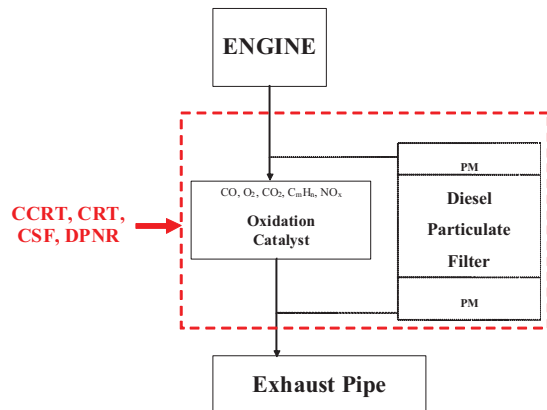 ENGINE
PM
CO, O₂, CO₂, CₘHₙ, NOₓ
Oxidation
Catalyst
Diesel
Particulate
Filter
CCRT, CRT,
CSF, DPNR
PM
Exhaust Pipe